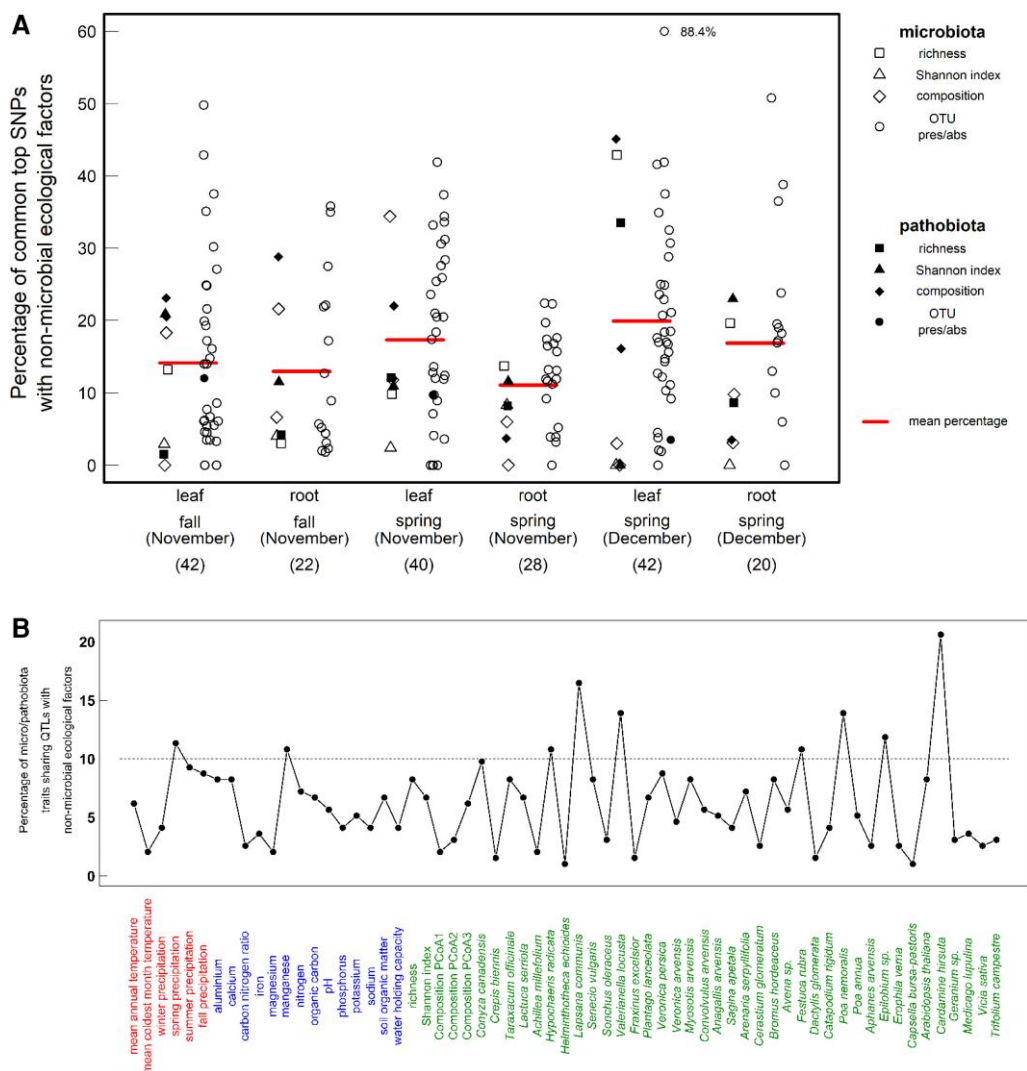 A
Percentage of common top SNPs
with non-microbial ecological factors
60
50
40
30
20
10
0
88.4%
microbiota
richness
Shannon index
composition
OTU
pres/abs
pathobiota
richness
Shannon index
composition
OTU
pres/abs
mean percentage
leaf
fall
(November)
(42)
root
fall
(November)
(22)
leaf
spring
(November)
(40)
root
spring
(November)
(28)
leaf
spring
(December)
(42)
root
spring
(December)
(20)
B
Percentage of micro/pathobiota
traits sharing QTLs with
non-microbial ecological factors
20
15
10
5
0
mean annual temperature
mean coldest month temperature
winter precipitation
spring precipitation
summer precipitation
fall precipitation
aluminium
calcium
carbon nitrogen ratio
iron
magnesium
manganese
nitrogen
organic carbon
pH
phosphorus
potassium
sodium
soil organic matter
water holding capacity
richness
Shannon index
Composition PCoA1
Composition PCoA2
Composition PCoA3
Conyza canadensis
Crepis biennis
Taraxacum officinale
Lactuca serriola
Achillea millefolium
Hypochaeris radicata
Helminthotheca echioides
Lapsana communis
Senecio vulgaris
Sonchus oleraceus
Valerianella locusta
Fraxinus excelsior
Plantago lanceolata
Veronica persica
Veronica arvensis
Myosotis arvensis
Convolvulus arvensis
Anagallis arvensis
Sagina apetala
Arenaria serpyllifolia
Cerastium glomeratum
Bromus hordeaceus
Avena sp.
Festuca rubra
Dactylis glomerata
Catapodium rigidum
Poa nemoralis
Poa annua
Aphanes arvensis
Epilobium sp.
Erophila verna
Capsella bursa-pastoris
Arabidopsis thaliana
Cardamine hirsuta
Geranium sp.
Medicago lupulina
Vicia sativa
Trifolium campestre